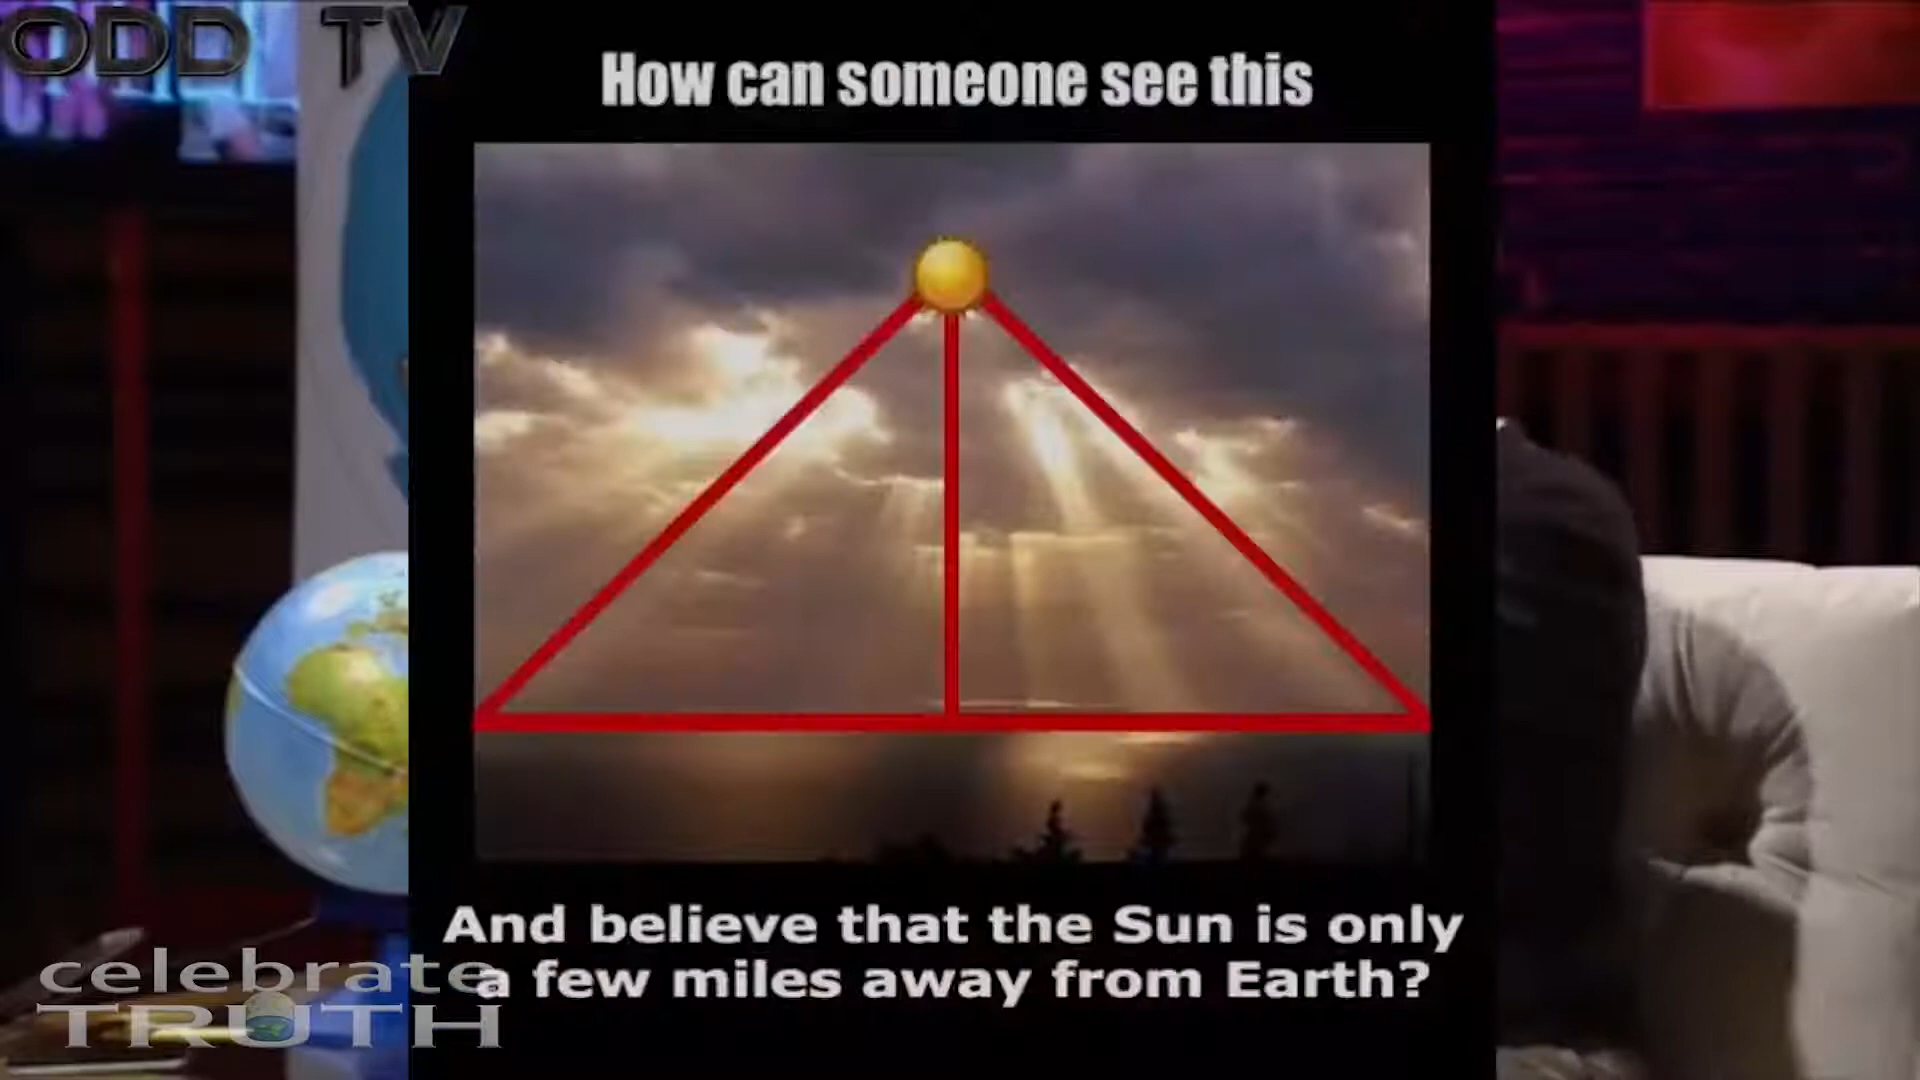 ODD TV
How can someone see this
And believe that the Sun is only
a few miles away from Earth?
celebrate
TRUTH